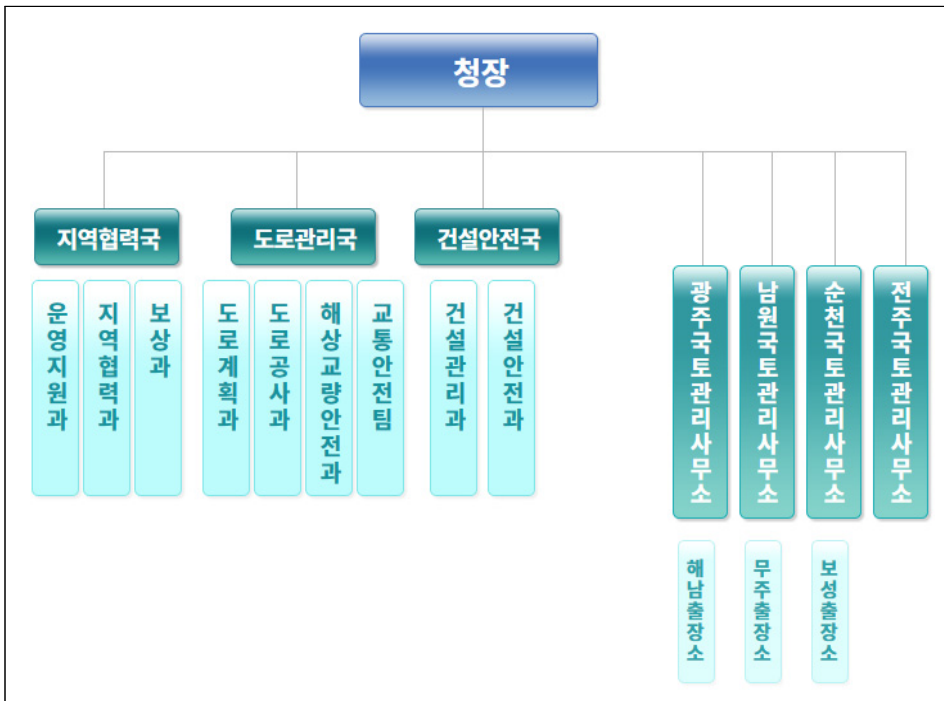 청장
지역협력국
도로관리국
건설안전국
운영지원과
지역협력과
보상과
도로계획과
도로공사과
해상교량안전과
교통안전팀
건설관리과
건설안전과
광주국토관리사무소
남원국토관리사무소
순천국토관리사무소
전주국토관리사무소
해남출장소
무주출장소
보성출장소